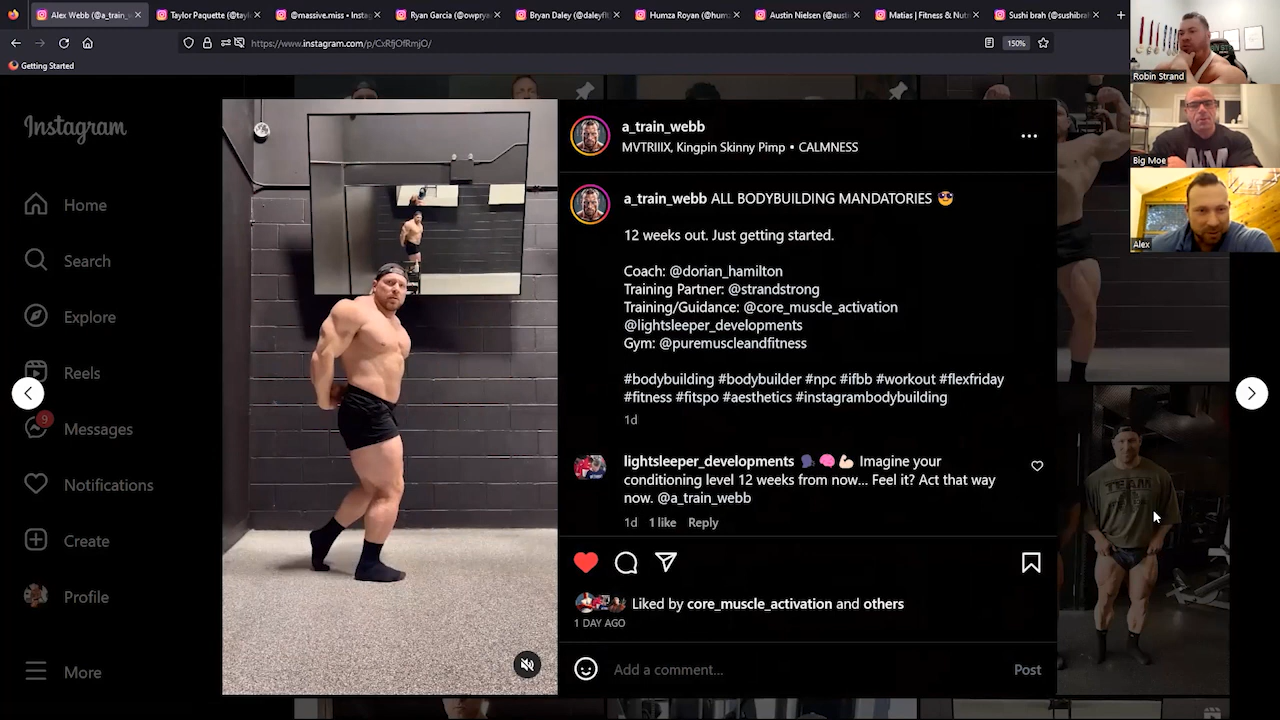 Alex Webb (@a_train_
Taylor Paquette (@tayl
@massive.miss • Instag
Ryan Garcia (@owprya
Bryan Daley (@daleyfit
Humza Royan (@hum
Austin Nielsen (@austi
Matias | Fitness & Nut
Sushi brah (@sushibrah
https://www.instagram.com/p/CxRfjOfRmjO/
150%
Getting Started
Robin Strand
Big Moe
Alex
Instagram
Home
Search
Explore
Reels
9
Messages
Notifications
Create
Profile
More
a_train_webb
MVTRIIIX, Kingpin Skinny Pimp • CALMNESS
a_train_webb ALL BODYBUILDING MANDATORIES 😎
12 weeks out. Just getting started.
Coach: @dorian_hamilton
Training Partner: @strandstrong
Training/Guidance: @core_muscle_activation
@lightsleeper_developments
Gym: @puremuscleandfitness
#bodybuilding #bodybuilder #npc #ifbb #workout #flexfriday
#fitness #fitspo #aesthetics #instagrambodybuilding
1d
lightsleeper_developments 🗣🧠💪🏻 Imagine your
conditioning level 12 weeks from now... Feel it? Act that way
now. @a_train_webb
1d 1 like Reply
Liked by core_muscle_activation and others
1 DAY AGO
Add a comment...
Post
TEAM